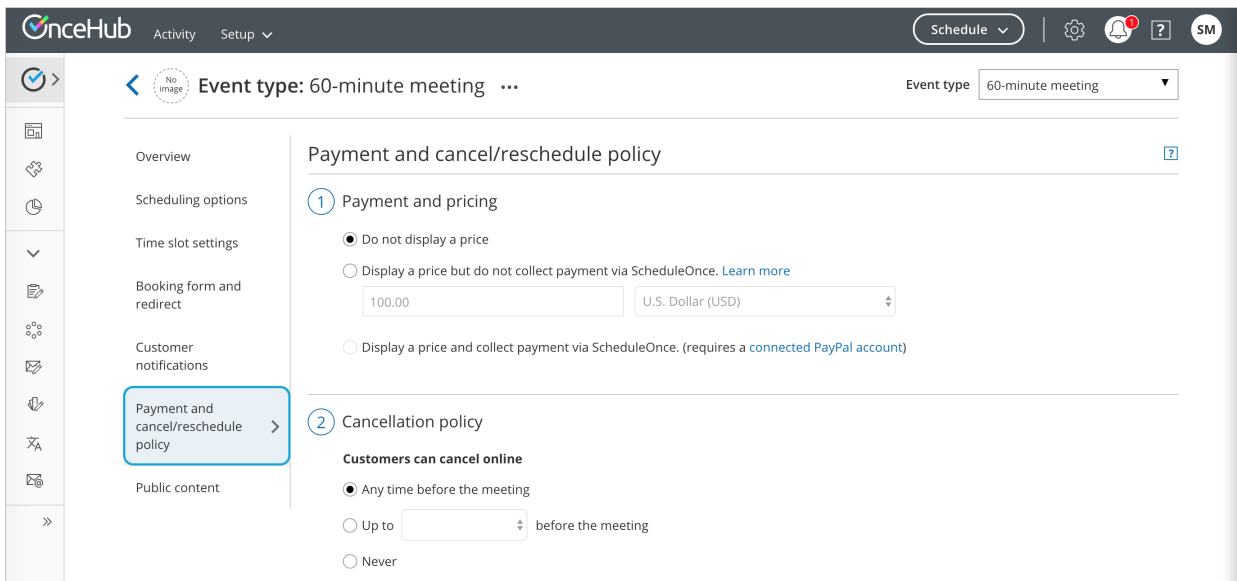 OnceHub Activity Setup Schedule 1 ? SM
No image Event type: 60-minute meeting ... Event type 60-minute meeting
Overview
Scheduling options
Time slot settings
Booking form and
redirect
Customer
notifications
Payment and
cancel/reschedule
policy
Public content
Payment and cancel/reschedule policy ?
1 Payment and pricing
Do not display a price
Display a price but do not collect payment via ScheduleOnce. Learn more
100.00 U.S. Dollar (USD)
Display a price and collect payment via ScheduleOnce. (requires a connected PayPal account)
2 Cancellation policy
Customers can cancel online
Any time before the meeting
Up to before the meeting
Never